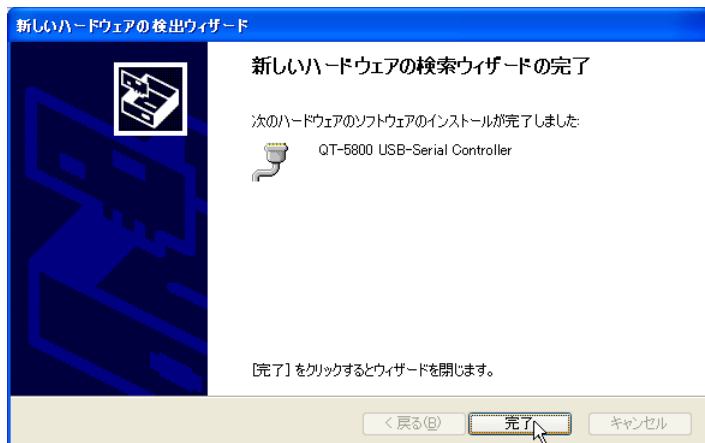 新しいハードウェアの検出ウィザード
新しいハードウェアの検索ウィザードの完了
次のハードウェアのソフトウェアのインストールが完了しました:
QT-5800 USB-Serial Controller
[完了] をクリックするとウィザードを閉じます。
< 戻る(B)
完了
キャンセル